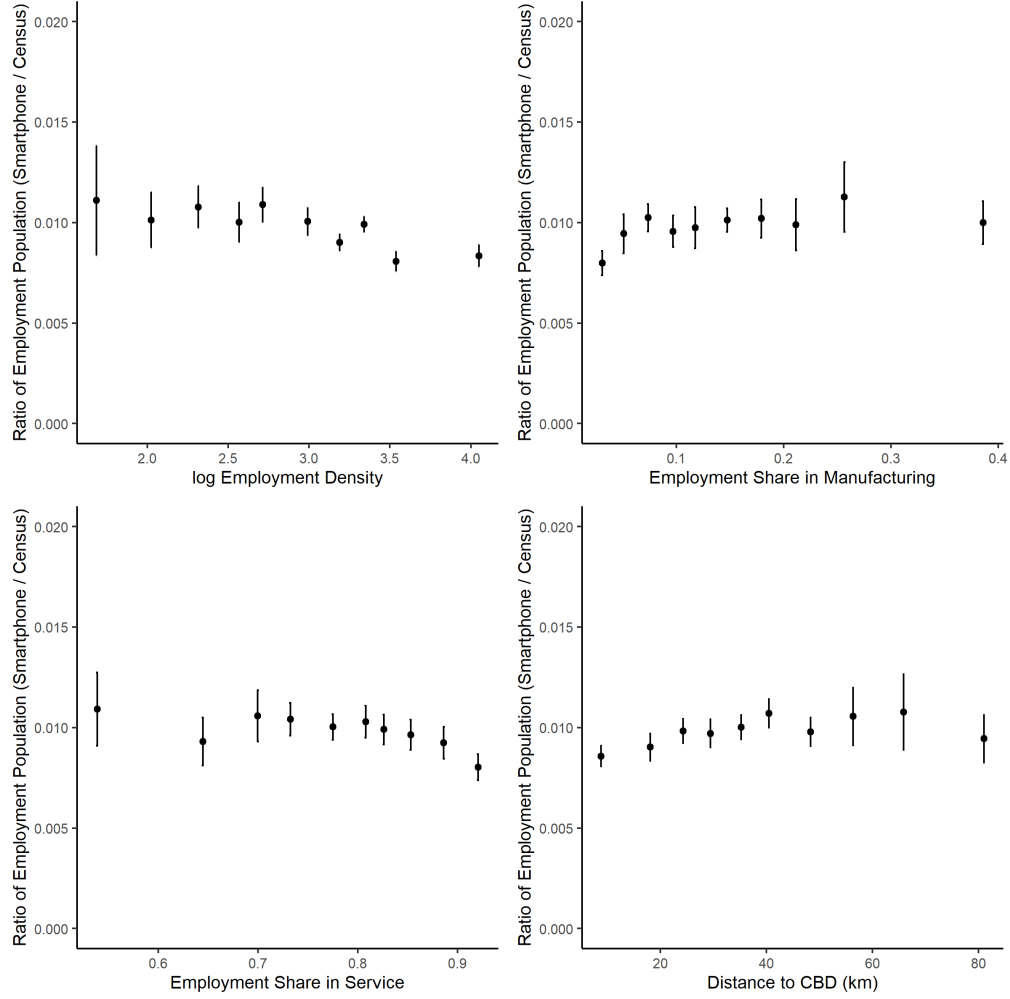 Ratio of Employment Population (Smartphone / Census)
0.020
0.015
0.010
0.005
0.000
2.0 2.5 3.0 3.5 4.0
log Employment Density
Ratio of Employment Population (Smartphone / Census)
0.020
0.015
0.010
0.005
0.000
0.1 0.2 0.3 0.4
Employment Share in Manufacturing
Ratio of Employment Population (Smartphone / Census)
0.020
0.015
0.010
0.005
0.000
0.6 0.7 0.8 0.9
Employment Share in Service
Ratio of Employment Population (Smartphone / Census)
0.020
0.015
0.010
0.005
0.000
20 40 60 80
Distance to CBD (km)